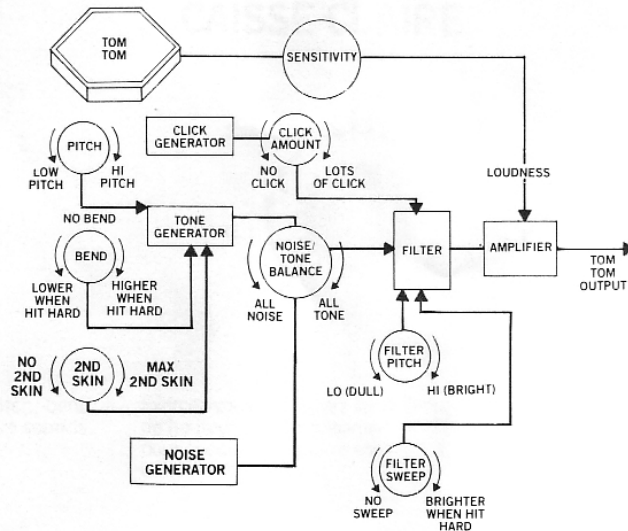 TOM
TOM
SENSITIVITY
CLICK
GENERATOR
CLICK
AMOUNT
NO
CLICK
LOTS
OF CLICK
PITCH
LOW
PITCH
HI
PITCH
LOUDNESS
NO BEND
TONE
GENERATOR
NOISE/
TONE
BALANCE
FILTER
AMPLIFIER
TOM
TOM
OUTPUT
BEND
LOWER
WHEN
HIT HARD
HIGHER
WHEN
HIT HARD
ALL
NOISE
ALL
TONE
NO
2ND
SKIN
2ND
SKIN
MAX
2ND SKIN
FILTER
PITCH
LO (DULL)
HI (BRIGHT)
NOISE
GENERATOR
FILTER
SWEEP
NO
SWEEP
BRIGHTER
WHEN HIT
HARD